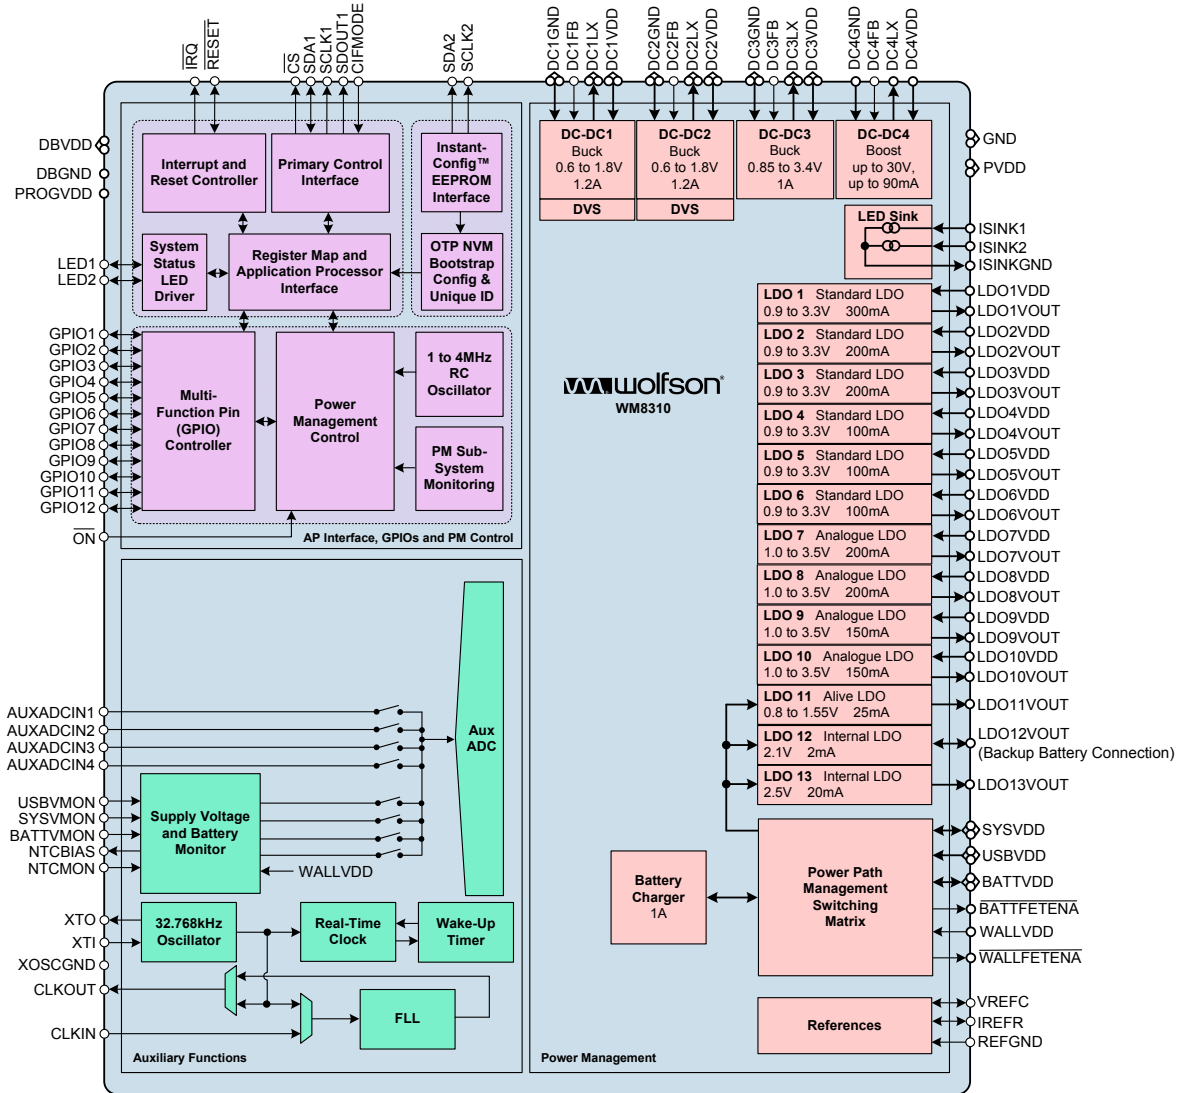 IRQ
RESET
CS
SDA1
SCLK1
SDOUT1
CIFMODE
SDA2
SCLK2
DC1GND
DC1FB
DC1LX
DC1VDD
DC2GND
DC2FB
DC2LX
DC2VDD
DC3GND
DC3FB
DC3LX
DC3VDD
DC4GND
DC4FB
DC4LX
DC4VDD
DBVDD
DBGND
PROGVDD
LED1
LED2
GPIO1
GPIO2
GPIO3
GPIO4
GPIO5
GPIO6
GPIO7
GPIO8
GPIO9
GPIO10
GPIO11
GPIO12
ON
Interrupt and
Reset Controller
Primary Control
Interface
Instant-
Config™
EEPROM
Interface
System
Status
LED
Driver
Register Map and
Application Processor
Interface
OTP NVM
Bootstrap
Config &
Unique ID
Multi-
Function Pin
(GPIO)
Controller
Power
Management
Control
1 to 4MHz
RC
Oscillator
PM Sub-
System
Monitoring
AP Interface, GPIOs and PM Control
DC-DC1
Buck
0.6 to 1.8V
1.2A
DVS
DC-DC2
Buck
0.6 to 1.8V
1.2A
DVS
DC-DC3
Buck
0.85 to 3.4V
1A
DC-DC4
Boost
up to 30V,
up to 90mA
LED Sink
GND
PVDD
ISINK1
ISINK2
ISINKGND
wolfson®
WM8310
LDO 1 Standard LDO
0.9 to 3.3V 300mA
LDO 2 Standard LDO
0.9 to 3.3V 200mA
LDO 3 Standard LDO
0.9 to 3.3V 200mA
LDO 4 Standard LDO
0.9 to 3.3V 100mA
LDO 5 Standard LDO
0.9 to 3.3V 100mA
LDO 6 Standard LDO
0.9 to 3.3V 100mA
LDO 7 Analogue LDO
1.0 to 3.5V 200mA
LDO 8 Analogue LDO
1.0 to 3.5V 200mA
LDO 9 Analogue LDO
1.0 to 3.5V 150mA
LDO 10 Analogue LDO
1.0 to 3.5V 150mA
LDO 11 Alive LDO
0.8 to 1.55V 25mA
LDO 12 Internal LDO
2.1V 2mA
LDO 13 Internal LDO
2.5V 20mA
LDO1VDD
LDO1VOUT
LDO2VDD
LDO2VOUT
LDO3VDD
LDO3VOUT
LDO4VDD
LDO4VOUT
LDO5VDD
LDO5VOUT
LDO6VDD
LDO6VOUT
LDO7VDD
LDO7VOUT
LDO8VDD
LDO8VOUT
LDO9VDD
LDO9VOUT
LDO10VDD
LDO10VOUT
LDO11VOUT
LDO12VOUT
(Backup Battery Connection)
LDO13VOUT
AUXADCIN1
AUXADCIN2
AUXADCIN3
AUXADCIN4
USBVMON
SYSVMON
BATTVMON
NTCBIAS
NTCMON
XTO
XTI
XOSCGND
CLKOUT
CLKIN
Aux
ADC
Supply Voltage
and Battery
Monitor
WALLVDD
32.768kHz
Oscillator
Real-Time
Clock
Wake-Up
Timer
FLL
Auxiliary Functions
Battery
Charger
1A
Power Path
Management
Switching
Matrix
References
Power Management
SYSVDD
USBVDD
BATTVDD
BATTFETENA
WALLVDD
WALLFETENA
VREFC
IREFR
REFGND